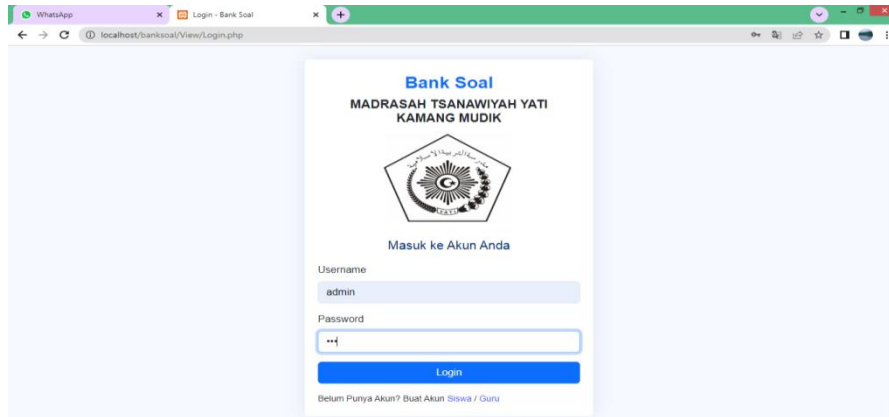 WhatsApp
Login - Bank Soal
localhost/banksoal/View/Login.php
Bank Soal
MADRASAH TSANAWIYAH YATI
KAMANG MUDIK
Masuk ke Akun Anda
Username
admin
Password
•••
Login
Belum Punya Akun? Buat Akun Siswa / Guru